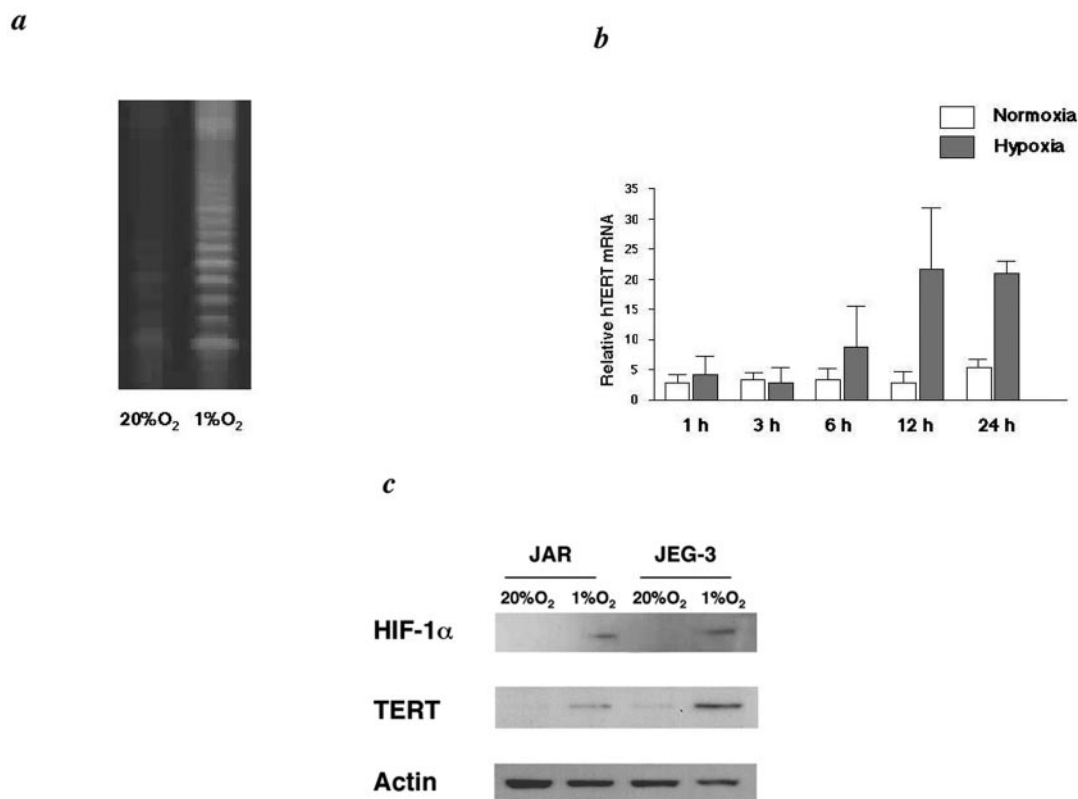 a
20%O₂ 1%O₂
b
Normoxia
Hypoxia
Relative hTERT mRNA
35
30
25
20
15
10
5
0
1 h 3 h 6 h 12 h 24 h
c
JAR JEG-3
20%O₂ 1%O₂ 20%O₂ 1%O₂
HIF-1α
TERT
Actin